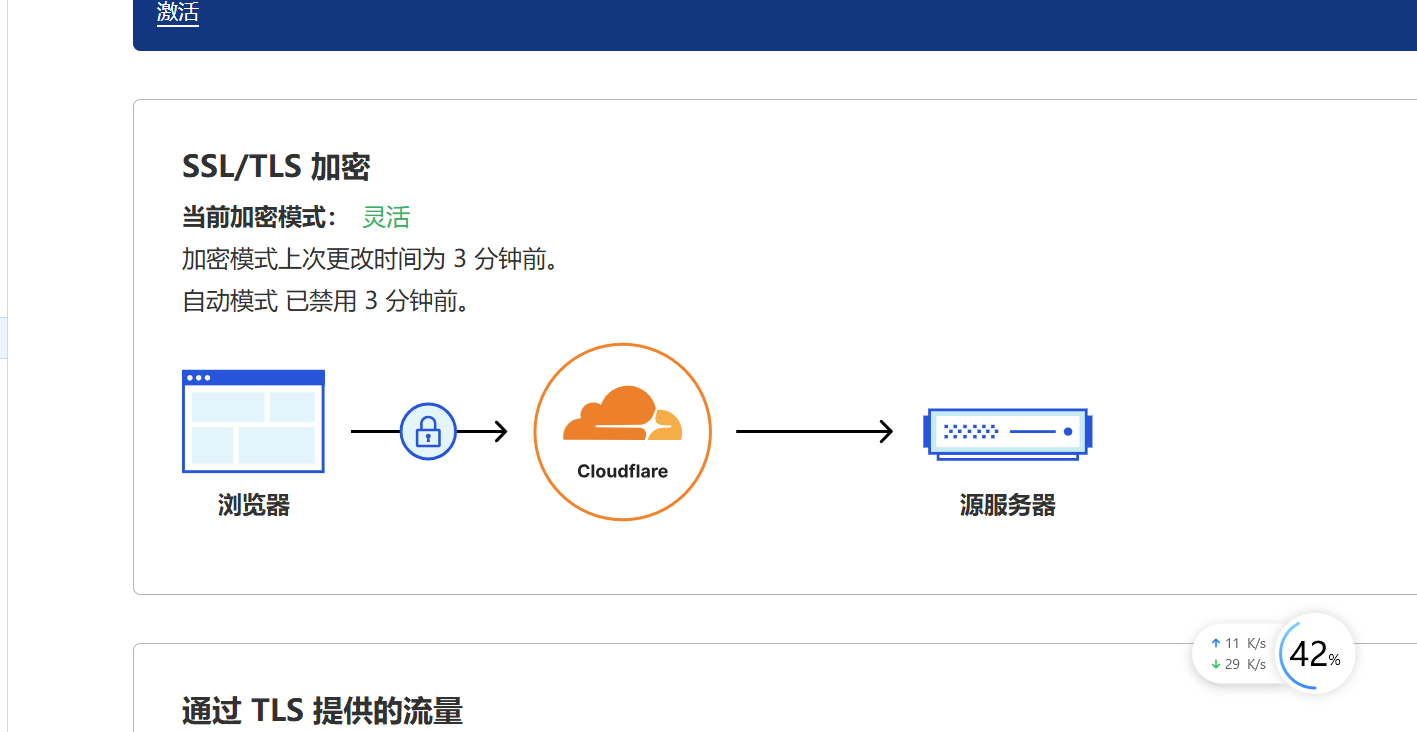 激活
SSL/TLS 加密
当前加密模式： 灵活
加密模式上次更改时间为 3 分钟前。
自动模式 已禁用 3 分钟前。
Cloudflare
浏览器
源服务器
11 K/s
29 K/s
42%
通过 TLS 提供的流量